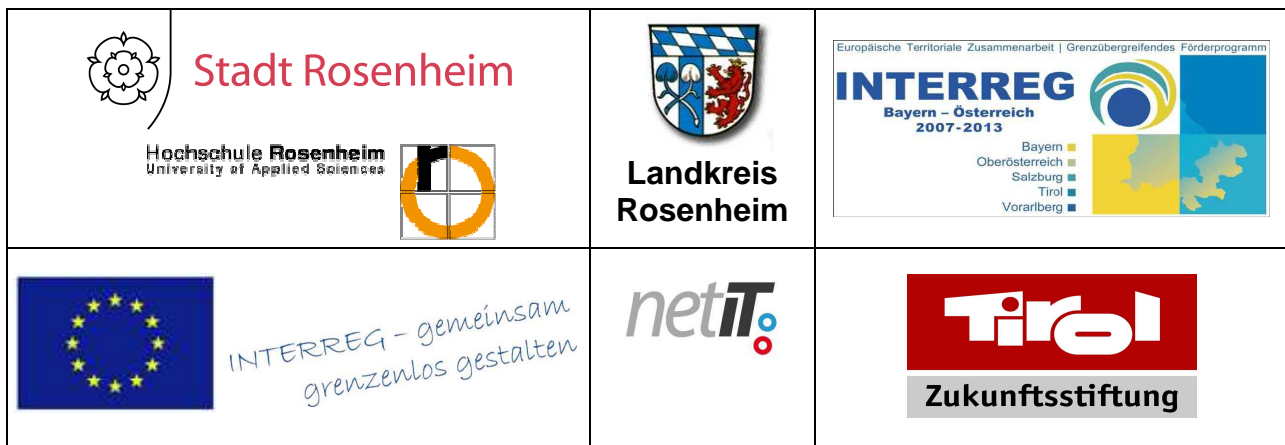 Stadt Rosenheim
Hochschule Rosenheim
University of Applied Sciences
r
Landkreis
Rosenheim
Europäische Territoriale Zusammenarbeit | Grenzübergreifendes Förderprogramm
INTERREG
Bayern – Österreich
2007-2013
Bayern
Oberösterreich
Salzburg
Tirol
Vorarlberg
INTERREG – gemeinsam
grenzenlos gestalten
netiT
Tirol
Zukunftsstiftung